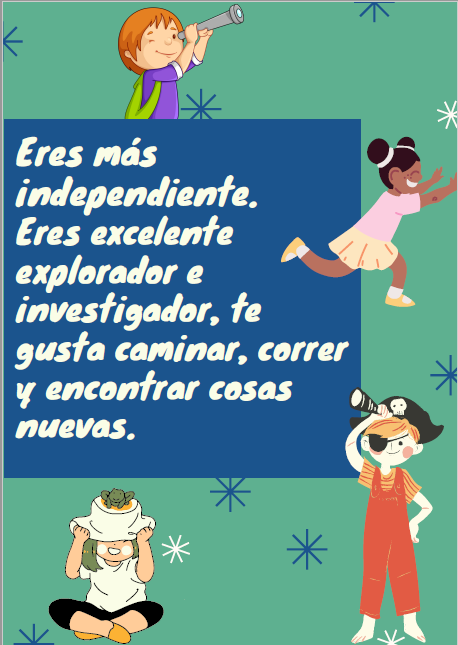 Eres más
independiente.
Eres excelente
explorador e
investigador, te
gusta caminar, correr
y encontrar cosas
nuevas.